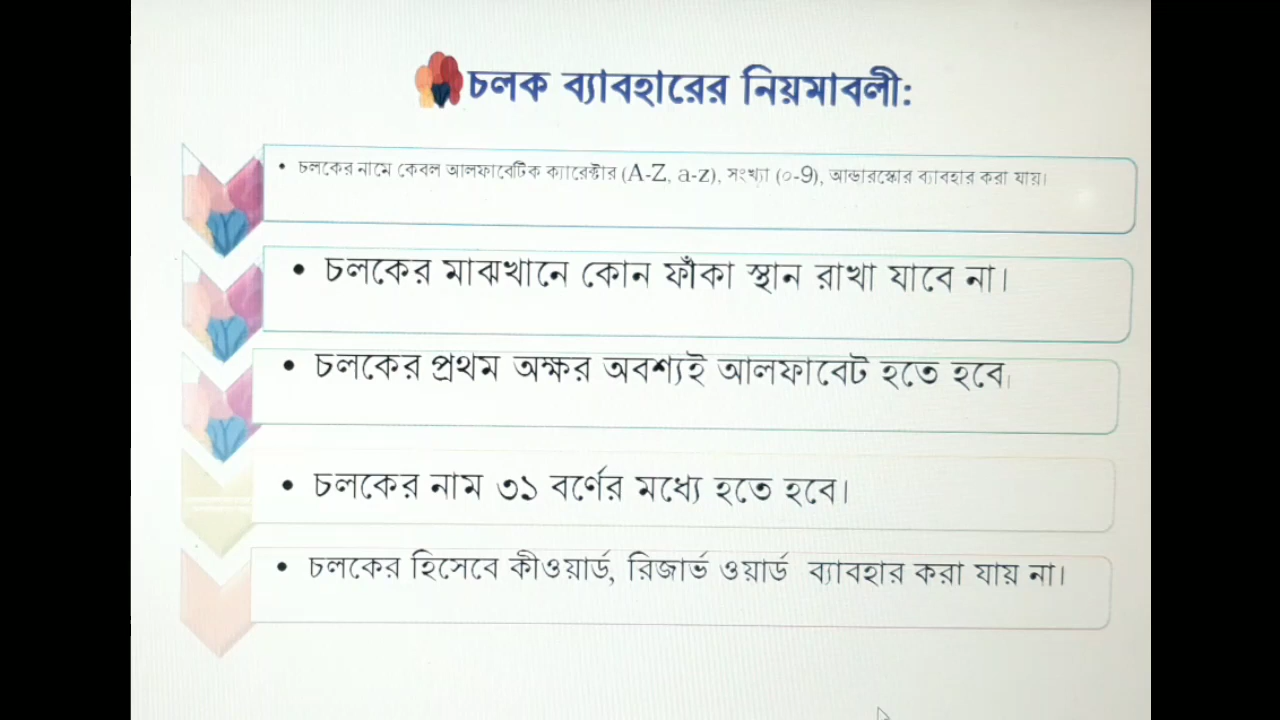 চলক ব্যাবহারের নিয়মাবলী:
• চলকের নামে কেবল আলফাবেটিক ক্যারেক্টার (A-Z, a-z), সংখ্যা (০-9), আন্ডারস্কোর ব্যবহার করা যায়।
• চলকের মাঝখানে কোন ফাঁকা স্থান রাখা যাবে না।
• চলকের প্রথম অক্ষর অবশ্যই আলফাবেট হতে হবে।
• চলকের নাম ৩১ বর্ণের মধ্যে হতে হবে।
• চলকের হিসেবে কীওয়ার্ড, রিজার্ভ ওয়ার্ড ব্যাবহার করা যায় না।